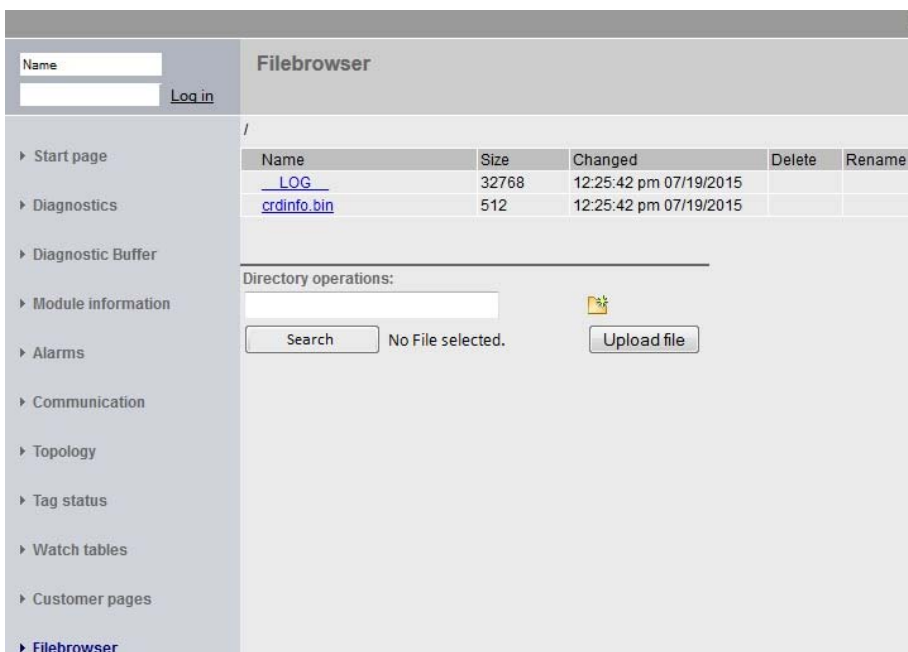 Name
Log in
Filebrowser
Start page
Diagnostics
Diagnostic Buffer
Module information
Alarms
Communication
Topology
Tag status
Watch tables
Customer pages
Filebrowser
/
Name Size Changed Delete Rename
__LOG__ 32768 12:25:42 pm 07/19/2015
crdinfo.bin 512 12:25:42 pm 07/19/2015
Directory operations:
Search No File selected. Upload file